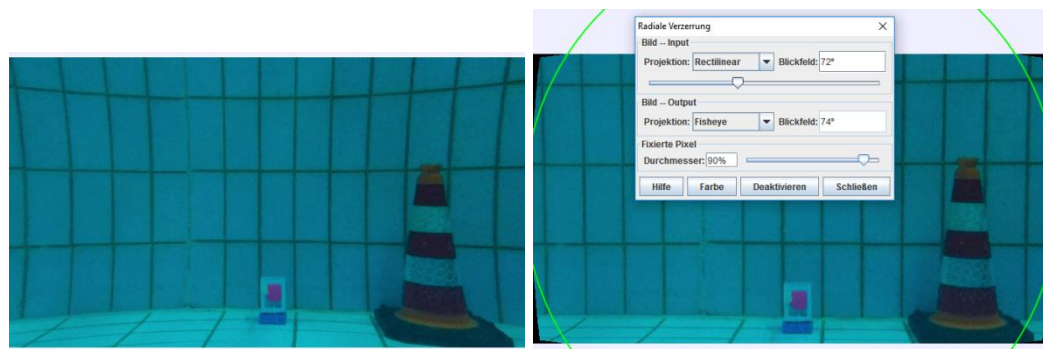 Radiale Verzerrung
Bild -- Input
Projektion: Rectilinear Blickfeld: 72°
Bild -- Output
Projektion: Fisheye Blickfeld: 74°
Fixierte Pixel
Durchmesser: 90%
Hilfe Farbe Deaktivieren Schließen